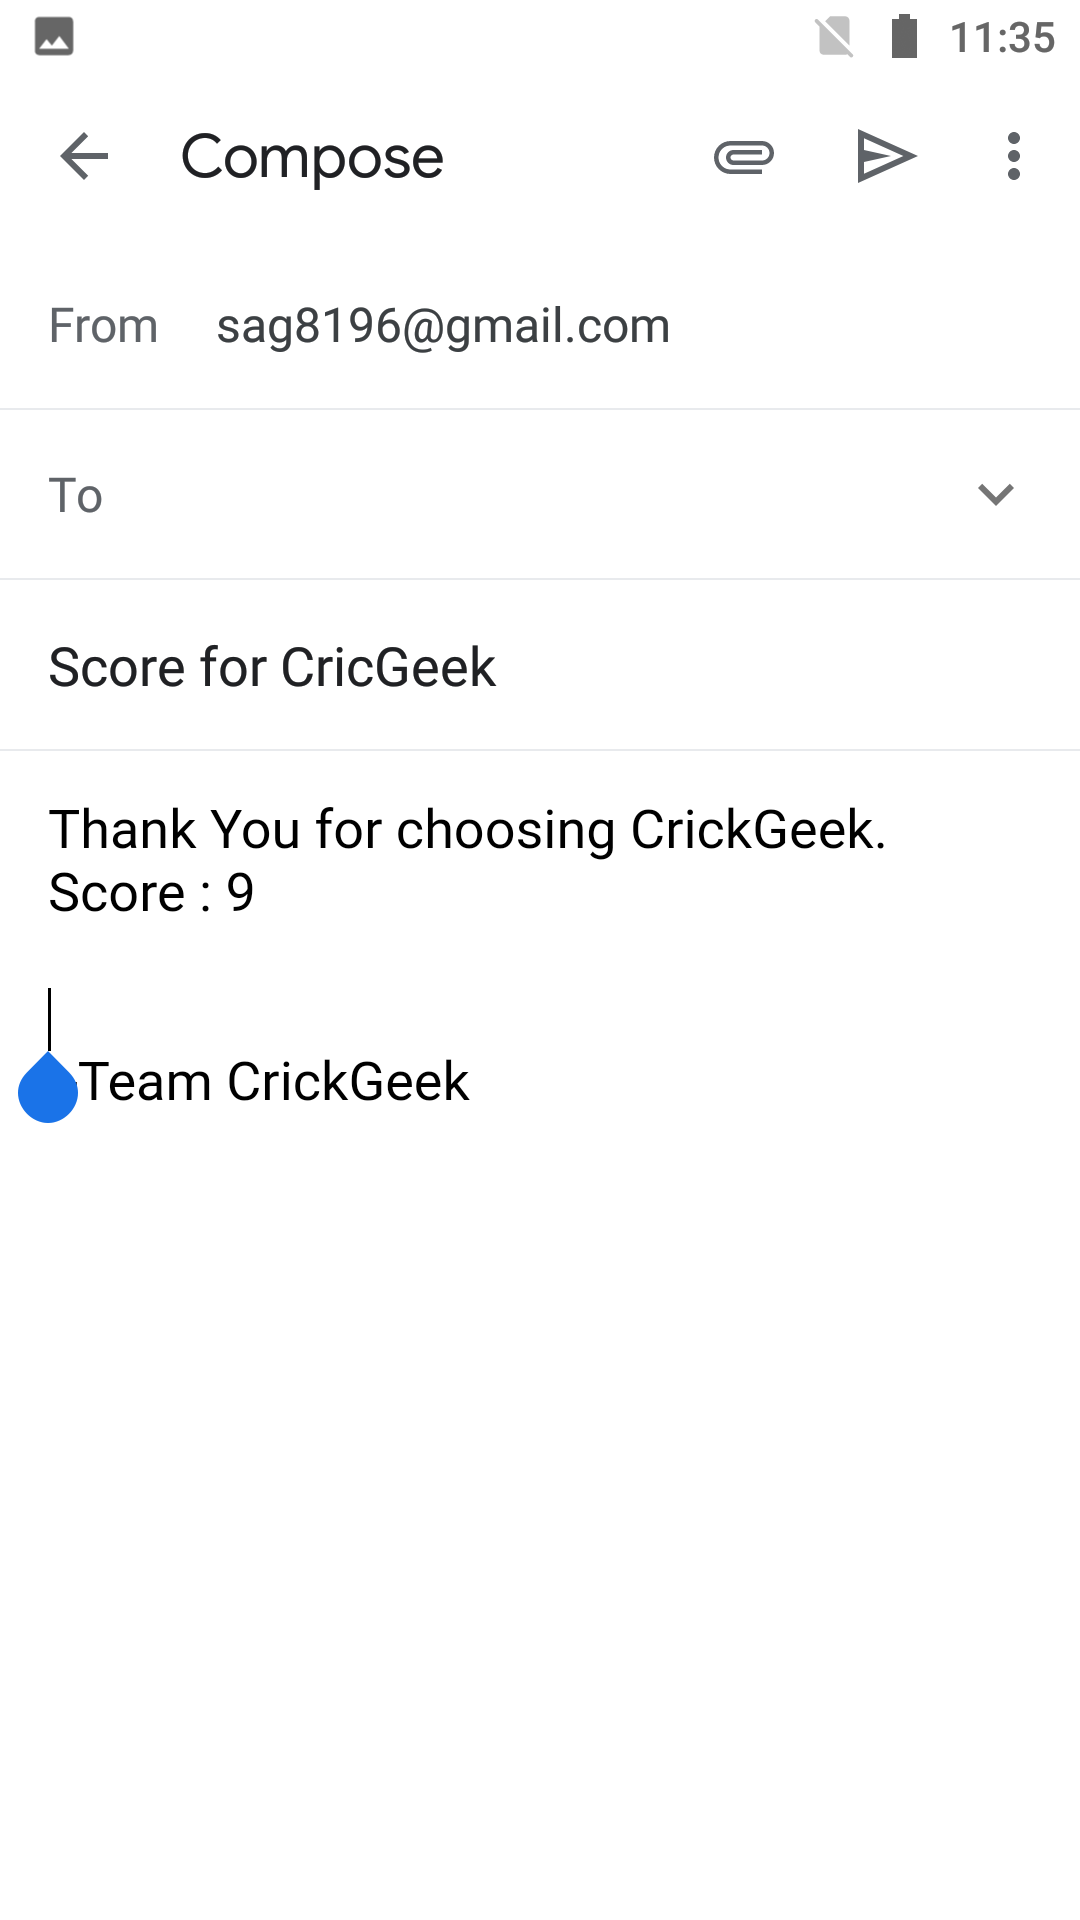 11:35
Compose
From sag8196@gmail.com
To
Score for CricGeek
Thank You for choosing CrickGeek.
Score : 9
Team CrickGeek